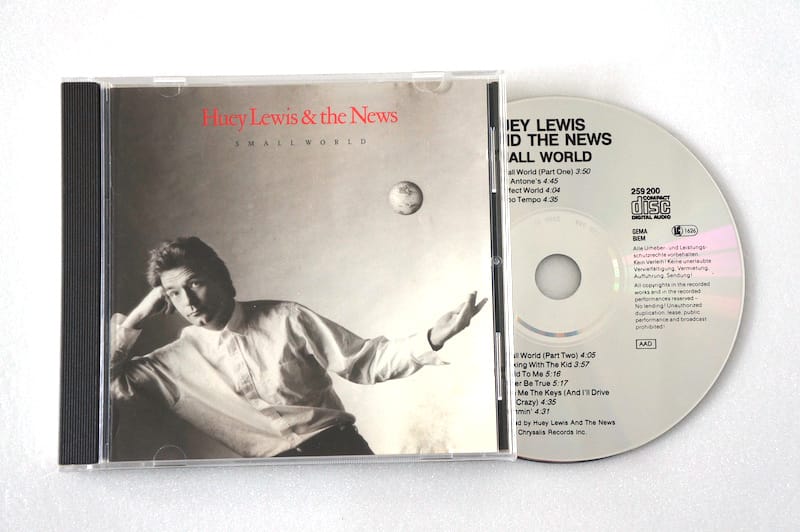 Huey Lewis & the News
SMALL WORLD
UEY LEWIS
ND THE NEWS
ALL WORLD
all World (Part One) 3:50
Antone's 4:45
fect World 4:04
oo Tempo 4:35
259 200
COMPACT
disc
DIGITAL AUDIO
GEMA
BIEM
LC 1626
Alle Urheber- und Leistungs-
schutzrechte vorbehalten.
Kein Verleih! Keine unerlaubte
Vervielfältigung, Vermietung,
Aufführung, Sendung!
All copyrights in the recorded
works and in the recorded
performances reserved –
No lending! Unauthorized
duplication, lease, public
performance and broadcast
prohibited!
AAD
all World (Part Two) 4:05
king With The Kid 3:57
ld To Me 5:16
er Be True 5:17
e Me The Keys (And I'll Drive
Crazy) 4:35
mmin' 4:31
ed by Huey Lewis And The News
Chrysalis Records Inc.